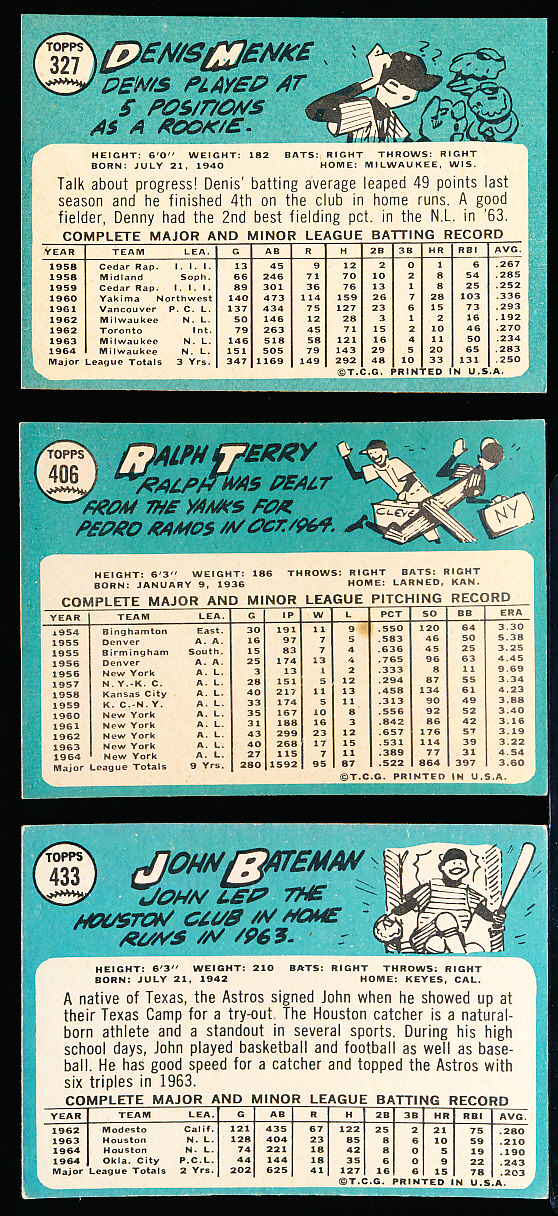 TOPPS
327
DENIS MENKE
DENIS PLAYED AT
5 POSITIONS
AS A ROOKIE.
? ?
HEIGHT: 6'0" WEIGHT: 182 BATS: RIGHT THROWS: RIGHT
BORN: JULY 21, 1940 HOME: MILWAUKEE, WIS.
Talk about progress! Denis' batting average leaped 49 points last
season and he finished 4th on the club in home runs. A good
fielder, Denny had the 2nd best fielding pct. in the N.L. in '63.
COMPLETE MAJOR AND MINOR LEAGUE BATTING RECORD
YEAR TEAM LEA. G AB R H 2B 3B HR RBI AVG.
1958 Cedar Rap. I. I. I. 13 45 9 12 2 0 1 6 .267
1958 Midland Soph. 66 246 71 70 10 2 8 54 .285
1959 Cedar Rap. I. I. I. 89 301 36 76 13 1 8 25 .252
1960 Yakima Northwest 140 473 114 159 26 7 28 103 .336
1961 Vancouver P. C. L. 137 434 75 127 23 6 15 73 .293
1962 Milwaukee N. L. 50 146 12 28 3 1 2 16 .192
1962 Toronto Int. 79 263 45 71 15 2 10 46 .270
1963 Milwaukee N. L. 146 518 58 121 16 4 11 50 .234
1964 Milwaukee N. L. 151 505 79 143 29 5 20 65 .283
Major League Totals 3 Yrs. 347 1169 149 292 48 10 33 131 .250
©T.C.G. PRINTED IN U.S.A.
TOPPS
406
RALPH TERRY
RALPH WAS DEALT
FROM THE YANKS FOR
PEDRO RAMOS IN OCT. 1964.
CLEVE
NY
HEIGHT: 6'3" WEIGHT: 186 THROWS: RIGHT BATS: RIGHT
BORN: JANUARY 9, 1936 HOME: LARNED, KAN.
COMPLETE MAJOR AND MINOR LEAGUE PITCHING RECORD
YEAR TEAM LEA. G IP W L PCT SO BB ERA
1954 Binghamton East. 30 191 11 9 .550 120 64 3.30
1955 Denver A. A. 16 97 7 5 .583 46 50 5.38
1955 Birmingham South. 15 83 7 4 .636 45 25 3.25
1956 Denver A. A. 25 174 13 4 .765 96 63 4.45
1956 New York A. L. 3 13 1 2 .333 8 11 9.69
1957 N.Y.-K. C. A. L. 28 151 5 12 .294 87 55 3.34
1958 Kansas City A. L. 40 217 11 13 .458 134 61 4.23
1959 K. C.-N.Y. A. L. 33 174 5 11 .313 90 49 3.88
1960 New York A. L. 35 167 10 8 .556 92 52 3.40
1961 New York A. L. 31 188 16 3 .842 86 42 3.16
1962 New York A. L. 43 299 23 12 .657 176 57 3.19
1963 New York A. L. 40 268 17 15 .531 114 39 3.22
1964 New York A. L. 27 115 7 11 .389 77 31 4.54
Major League Totals 9 Yrs. 280 1592 95 87 .522 864 397 3.60
©T.C.G. PRINTED IN U.S.A.
TOPPS
433
JOHN BATEMAN
JOHN LED THE
HOUSTON CLUB IN HOME
RUNS IN 1963.
HEIGHT: 6'3" WEIGHT: 210 BATS: RIGHT THROWS: RIGHT
BORN: JULY 21, 1942 HOME: KEYES, CAL.
A native of Texas, the Astros signed John when he showed up at
their Texas Camp for a try-out. The Houston catcher is a natural-
born athlete and a standout in several sports. During his high
school days, John played basketball and football as well as base-
ball. He has good speed for a catcher and topped the Astros with
six triples in 1963.
COMPLETE MAJOR AND MINOR LEAGUE BATTING RECORD
YEAR TEAM LEA. G AB R H 2B 3B HR RBI AVG.
1962 Modesto Calif. 121 435 67 122 25 2 21 75 .280
1963 Houston N. L. 128 404 23 85 8 6 10 59 .210
1964 Houston N. L. 74 221 18 42 8 0 5 19 .190
1964 Okla. City P.C.L. 44 144 18 35 6 0 9 22 .243
Major League Totals 2 Yrs. 202 625 41 127 16 6 15 78 .203
©T.C.G. PRINTED IN U.S.A.